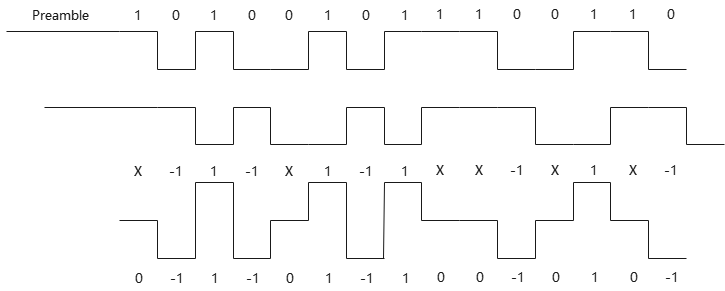 Preamble 1 0 1 0 0 1 0 1 1 1 0 0 1 1 0
X -1 1 -1 X 1 -1 1 X X -1 X 1 X -1
0 -1 1 -1 0 1 -1 1 0 0 -1 0 1 0 -1